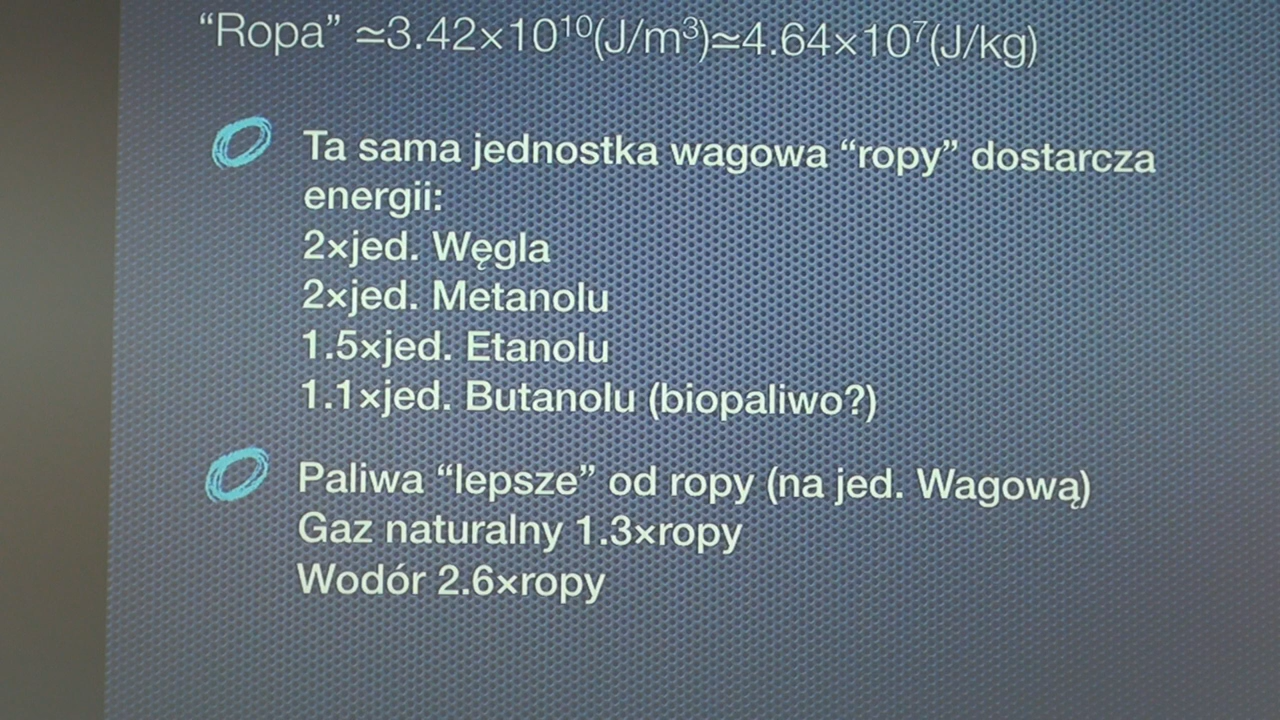 “Ropa” ≃3.42×10¹⁰(J/m³)≃4.64×10⁷(J/kg)
Ta sama jednostka wagowa “ropy” dostarcza
energii:
2×jed. Węgla
2×jed. Metanolu
1.5×jed. Etanolu
1.1×jed. Butanolu (biopaliwo?)
Paliwa “lepsze” od ropy (na jed. Wagową)
Gaz naturalny 1.3×ropy
Wodór 2.6×ropy